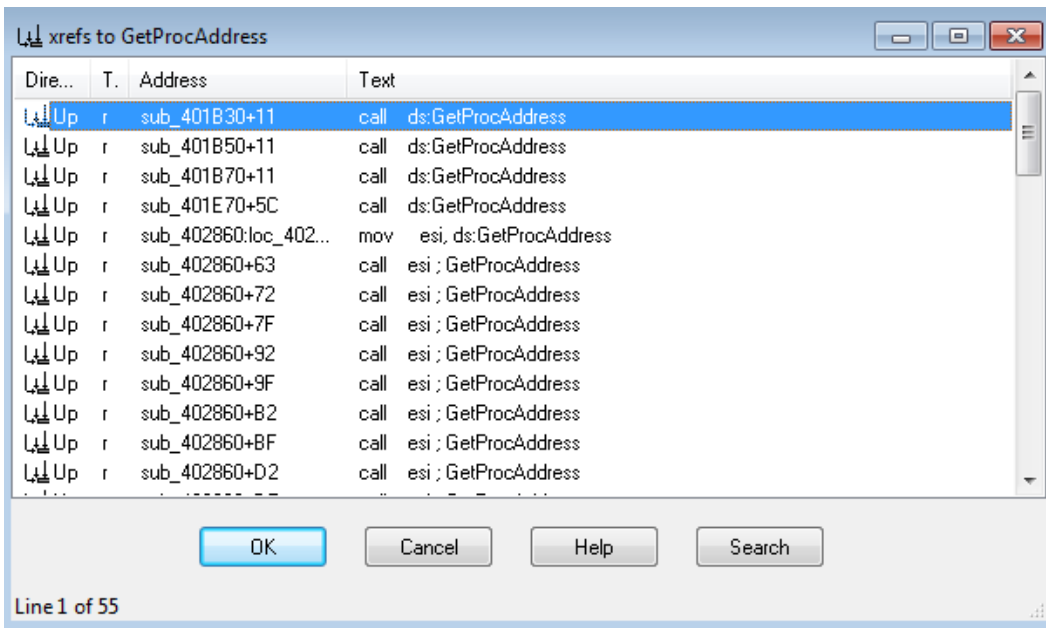 xrefs to GetProcAddress
Dire... T. Address Text
Up r sub_401B30+11 call ds:GetProcAddress
Up r sub_401B50+11 call ds:GetProcAddress
Up r sub_401B70+11 call ds:GetProcAddress
Up r sub_401E70+5C call ds:GetProcAddress
Up r sub_402860:loc_402... mov esi, ds:GetProcAddress
Up r sub_402860+63 call esi ; GetProcAddress
Up r sub_402860+72 call esi ; GetProcAddress
Up r sub_402860+7F call esi ; GetProcAddress
Up r sub_402860+92 call esi ; GetProcAddress
Up r sub_402860+9F call esi ; GetProcAddress
Up r sub_402860+B2 call esi ; GetProcAddress
Up r sub_402860+BF call esi ; GetProcAddress
Up r sub_402860+D2 call esi ; GetProcAddress
OK Cancel Help Search
Line 1 of 55